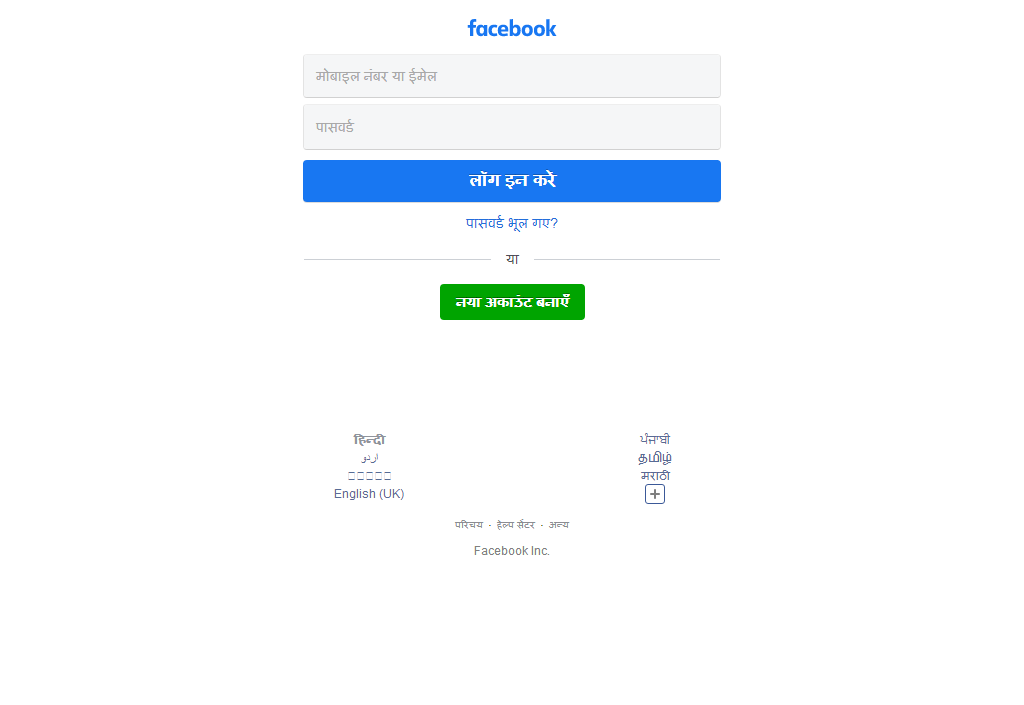 facebook
मोबाइल नंबर या ईमेल
पासवर्ड
लॉग इन करें
पासवर्ड भूल गए?
या
नया अकाउंट बनाएँ
हिन्दी
اردو
English (UK)
ਪੰਜਾਬੀ
தமிழ்
मराठी
परिचय · हेल्प सेंटर · अन्य
Facebook Inc.